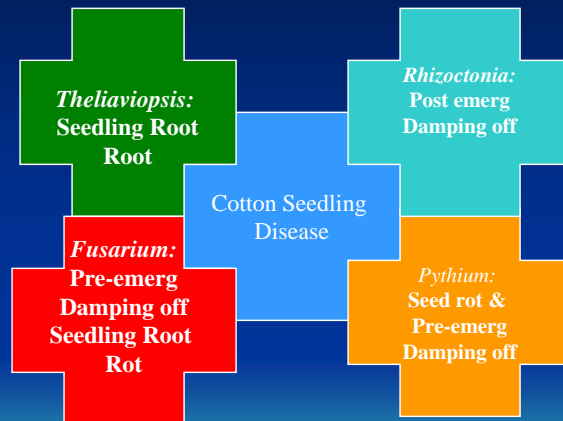 Theliaviopsis:
Seedling Root
Root
Rhizoctonia:
Post emerg
Damping off
Cotton Seedling
Disease
Fusarium:
Pre-emerg
Damping off
Seedling Root
Rot
Pythium:
Seed rot &
Pre-emerg
Damping off